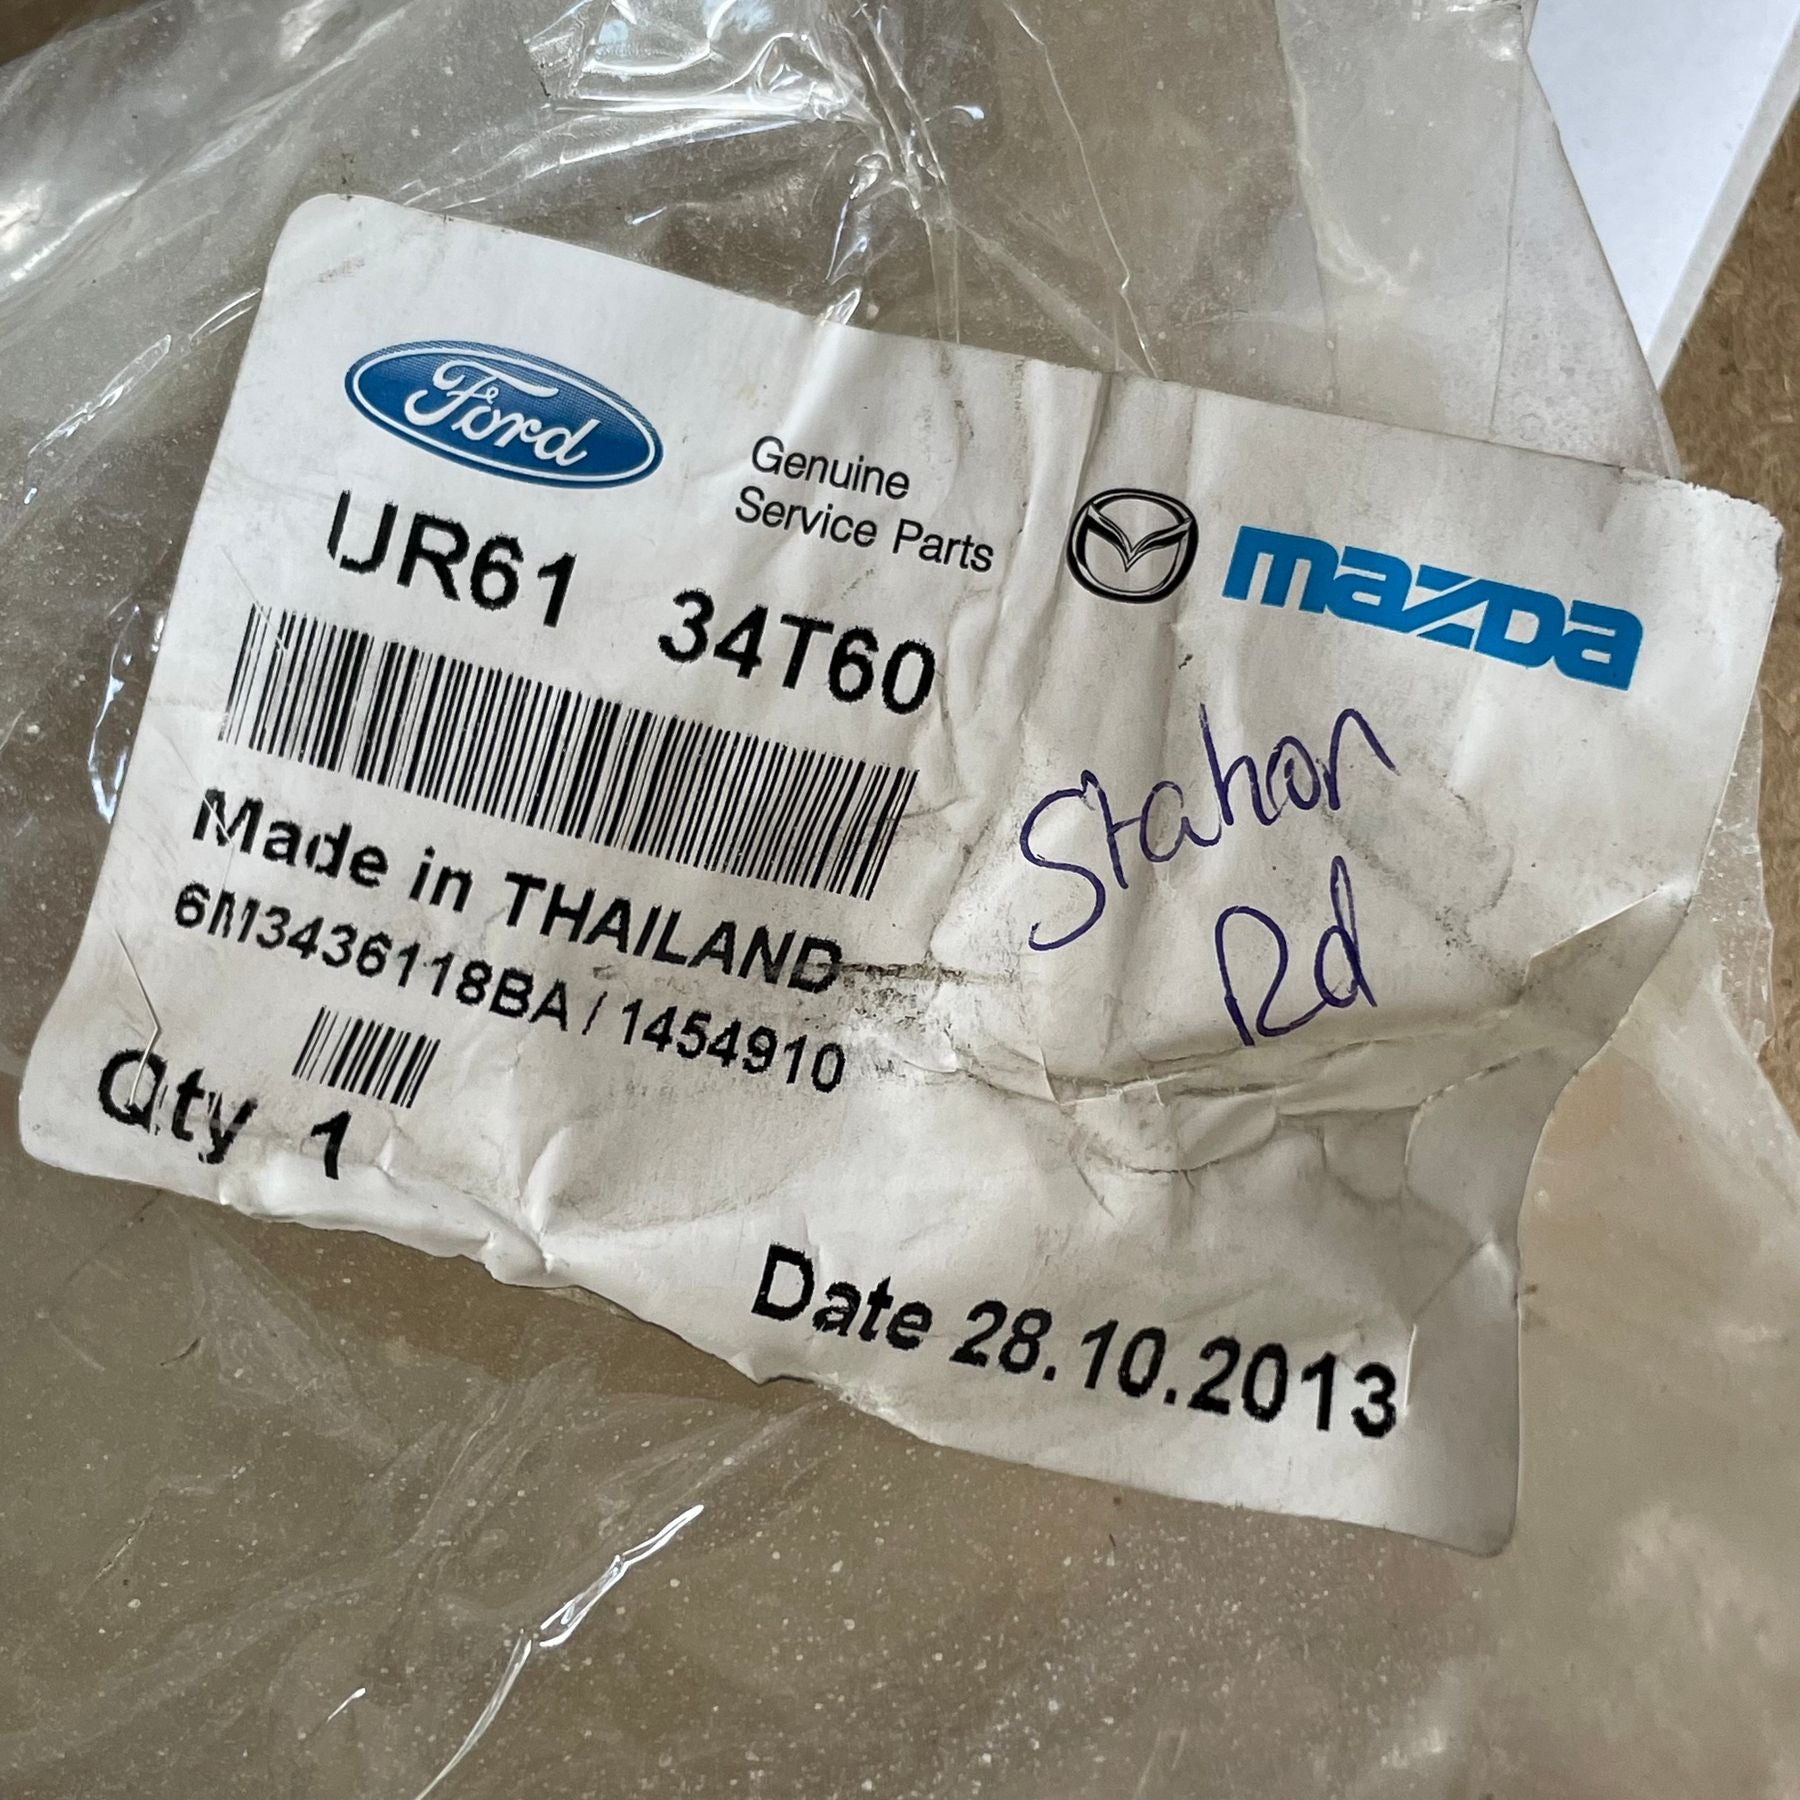 Ford
Genuine
Service Parts
mazda
UR61 34T60
Made in THAILAND
6M3436118BA / 1454910
Qty 1
Date 28.10.2013
Station
Rd